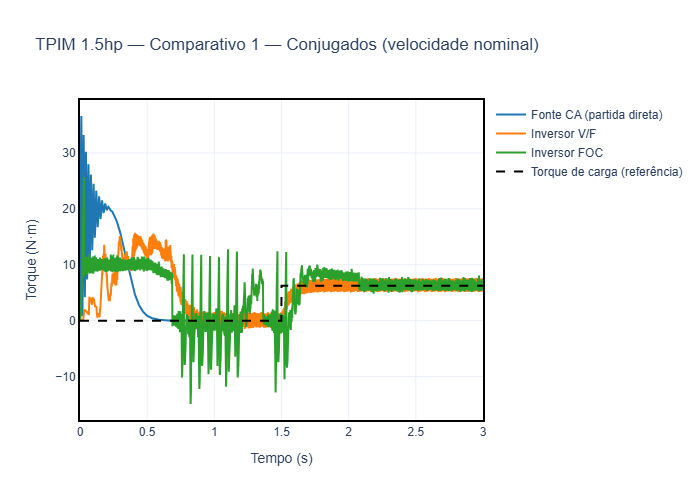 TPIM 1.5hp — Comparativo 1 — Conjugados (velocidade nominal)
Fonte CA (partida direta)
Inversor V/F
Inversor FOC
Torque de carga (referência)
Torque (N·m)
30
20
10
0
−10
0
0.5
1
1.5
2
2.5
3
Tempo (s)